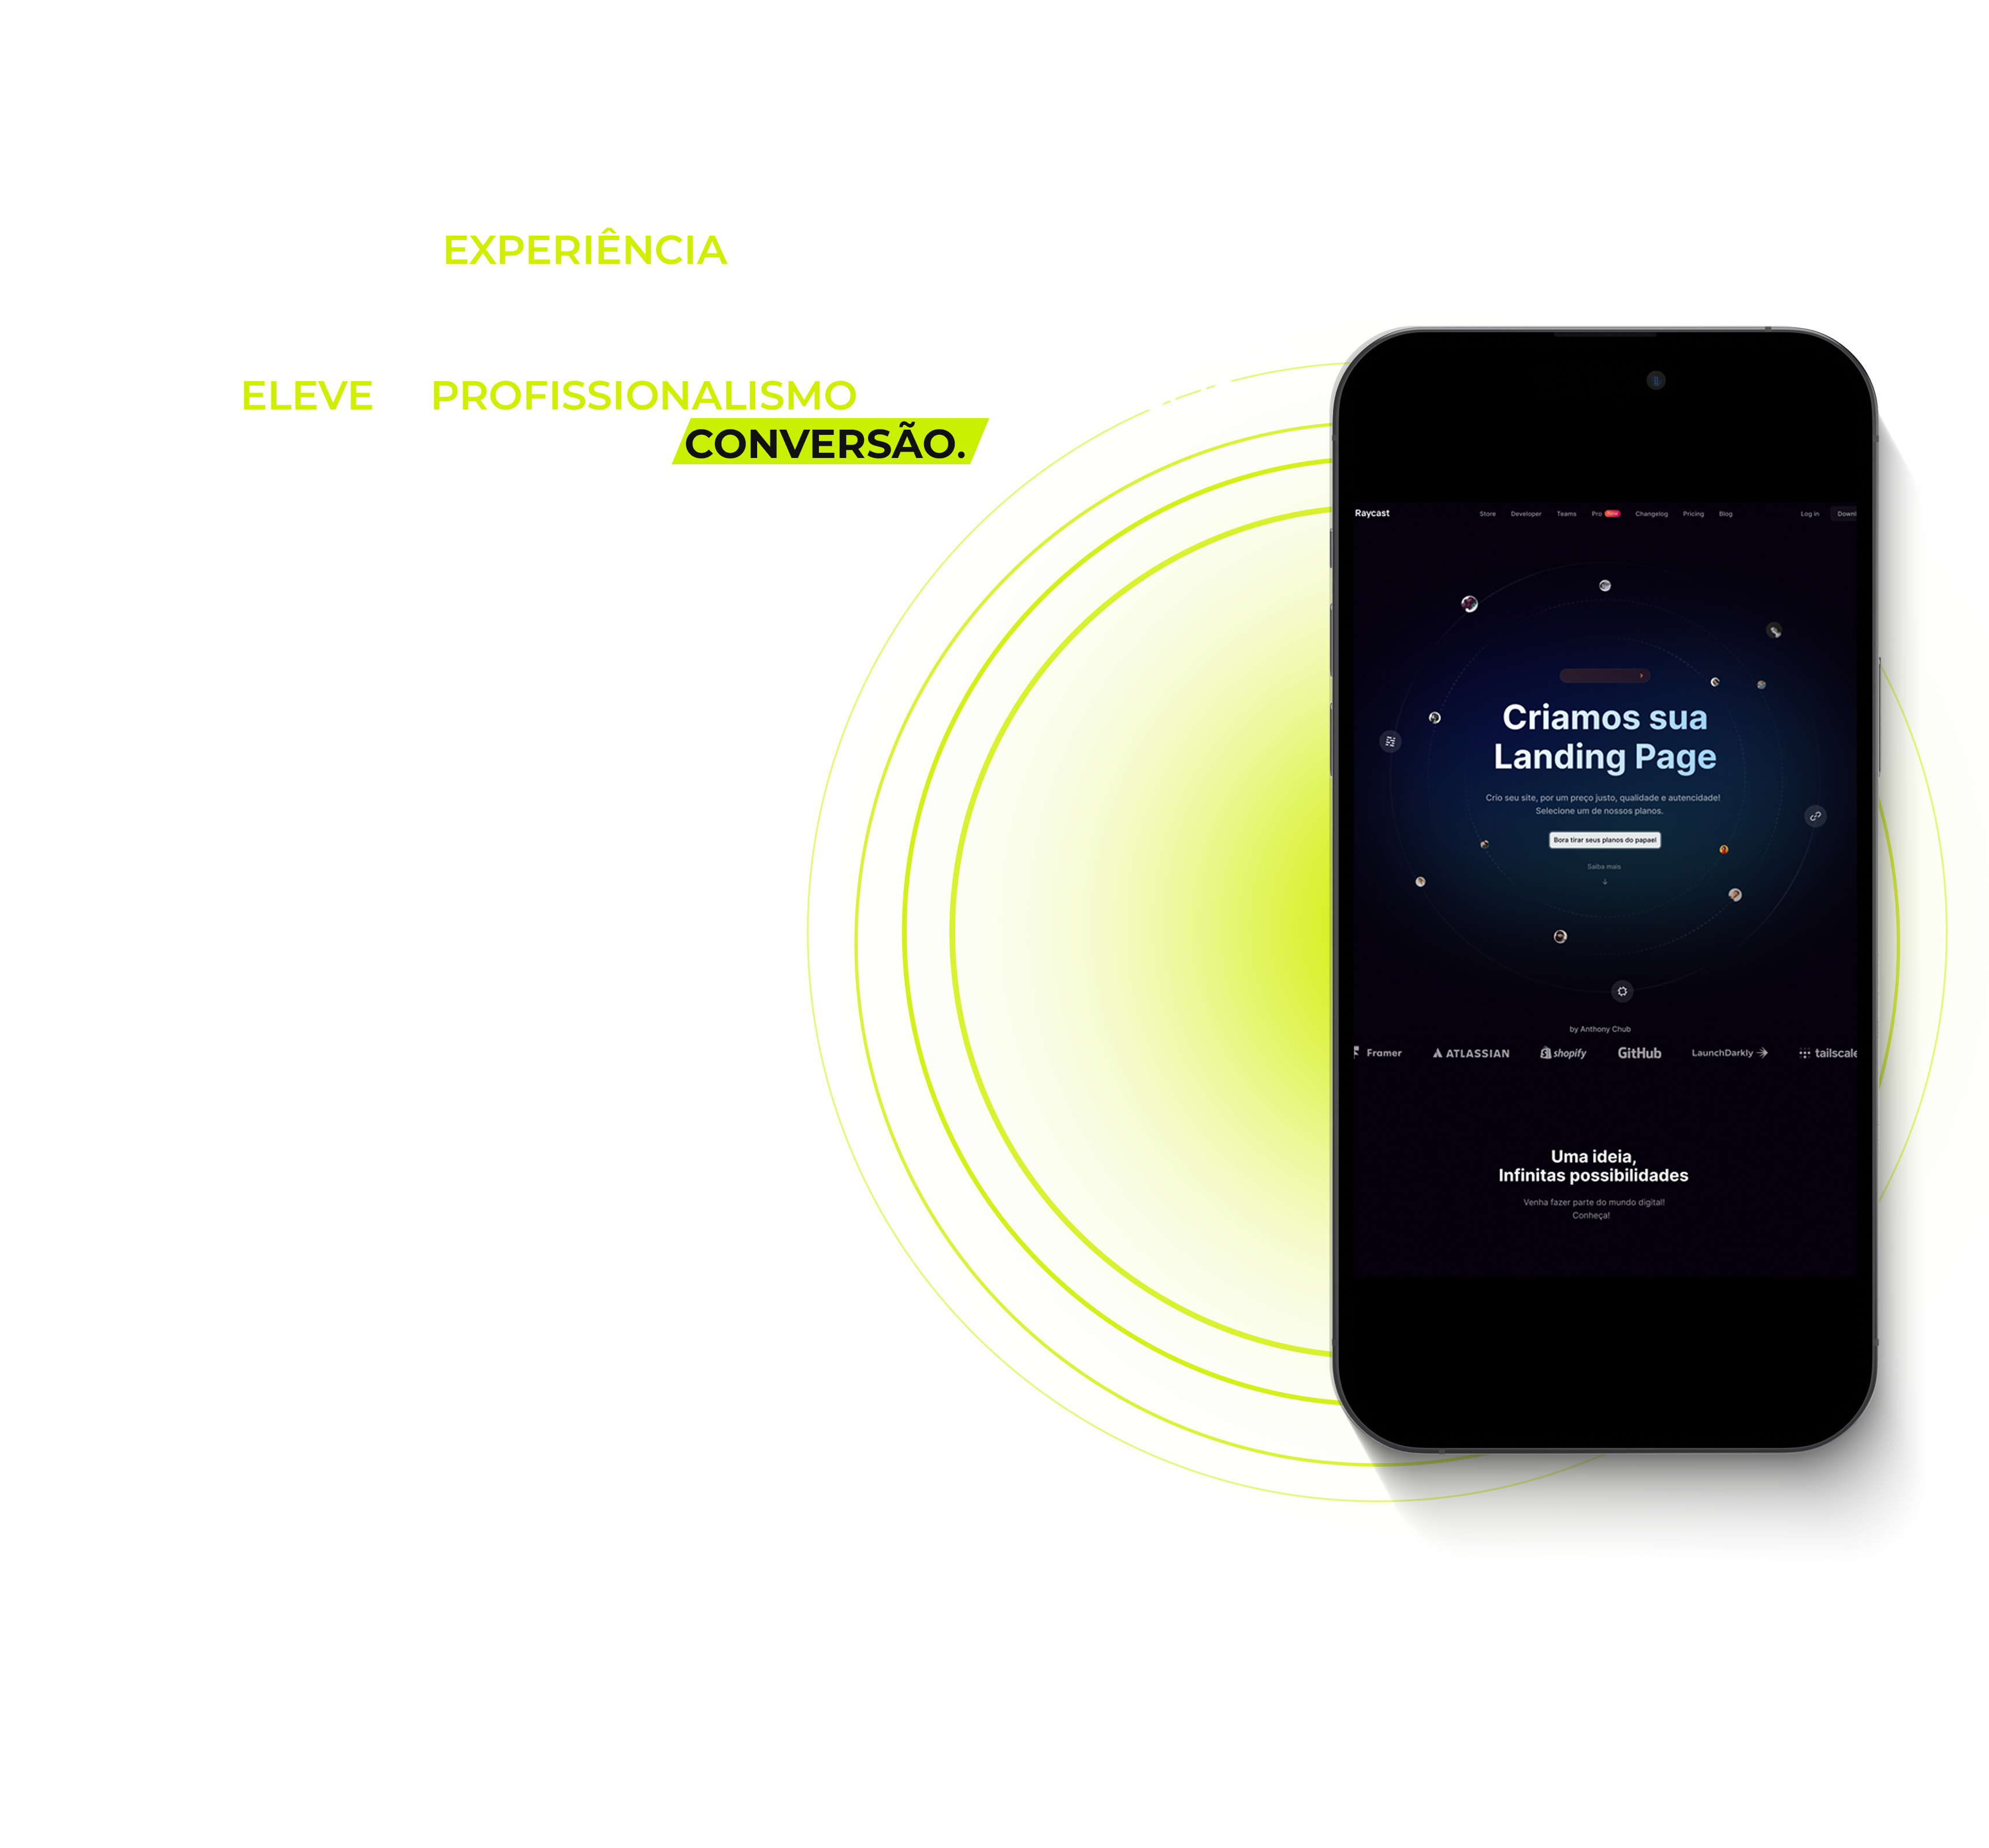 EXPERIÊNCIA
ELEVE PROFISSIONALISMO
CONVERSÃO.
Raycast Store Developer Teams Pro New Changelog Pricing Blog Log in Downl
Criamos sua
Landing Page
Crio seu site, por um preço justo, qualidade e autencidade!
Selecione um de nossos planos.
Bora tirar seus planos do papael
Saiba mais
by Anthony Chub
Framer ATLASSIAN shopify GitHub LaunchDarkly tailscale
Uma ideia,
Infinitas possibilidades
Venha fazer parte do mundo digital!
Conheça!